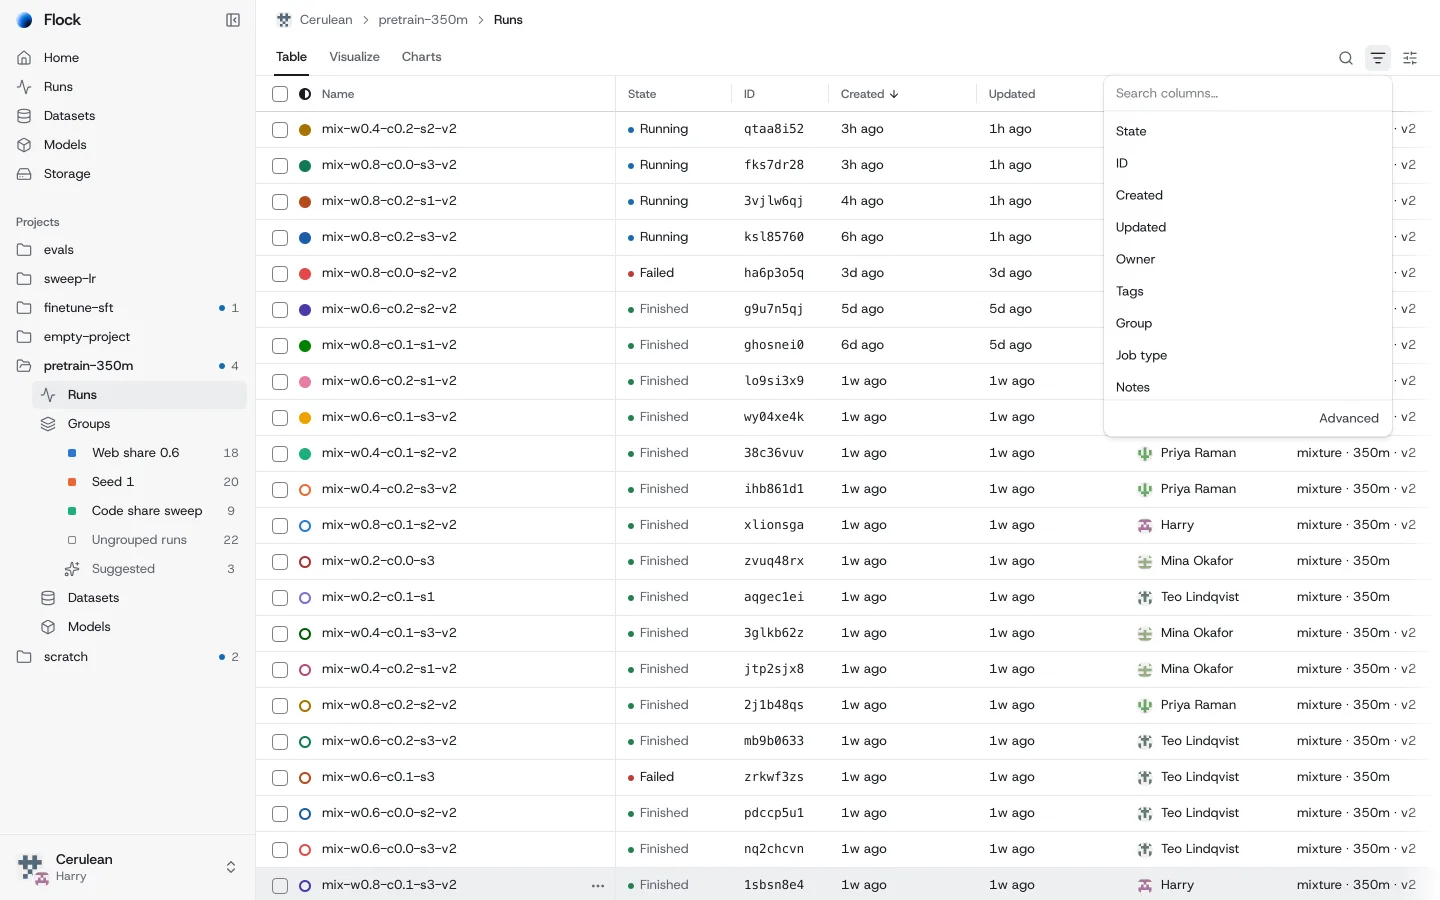 Flock
Home
Runs
Datasets
Models
Storage
Projects
evals
sweep-lr
finetune-sft 1
empty-project
pretrain-350m 4
Runs
Groups
Web share 0.6 18
Seed 1 20
Code share sweep 9
Ungrouped runs 22
Suggested 3
Datasets
Models
scratch 2
Cerulean
Harry
Cerulean > pretrain-350m > Runs
Table Visualize Charts
Name State ID Created ↓ Updated
mix-w0.4-c0.2-s2-v2 Running qtaa8i52 3h ago 1h ago · v2
mix-w0.8-c0.0-s3-v2 Running fks7dr28 3h ago 1h ago · v2
mix-w0.8-c0.2-s1-v2 Running 3vjlw6qj 4h ago 1h ago · v2
mix-w0.8-c0.2-s3-v2 Running ksl85760 6h ago 1h ago · v2
mix-w0.8-c0.0-s2-v2 Failed ha6p3o5q 3d ago 3d ago · v2
mix-w0.6-c0.2-s2-v2 Finished g9u7n5qj 5d ago 5d ago · v2
mix-w0.8-c0.1-s1-v2 Finished ghosnei0 6d ago 5d ago · v2
mix-w0.6-c0.2-s1-v2 Finished lo9si3x9 1w ago 1w ago · v2
mix-w0.6-c0.1-s3-v2 Finished wy04xe4k 1w ago 1w ago · v2
mix-w0.4-c0.1-s2-v2 Finished 38c36vuv 1w ago 1w ago Priya Raman mixture · 350m · v2
mix-w0.4-c0.2-s3-v2 Finished ihb861d1 1w ago 1w ago Priya Raman mixture · 350m · v2
mix-w0.8-c0.1-s2-v2 Finished xlionsga 1w ago 1w ago Harry mixture · 350m · v2
mix-w0.2-c0.0-s3 Finished zvuq48rx 1w ago 1w ago Mina Okafor mixture · 350m
mix-w0.2-c0.1-s1 Finished aqgec1ei 1w ago 1w ago Teo Lindqvist mixture · 350m
mix-w0.4-c0.1-s3-v2 Finished 3glkb62z 1w ago 1w ago Mina Okafor mixture · 350m · v2
mix-w0.4-c0.2-s1-v2 Finished jtp2sjx8 1w ago 1w ago Mina Okafor mixture · 350m · v2
mix-w0.8-c0.2-s2-v2 Finished 2j1b48qs 1w ago 1w ago Priya Raman mixture · 350m · v2
mix-w0.6-c0.2-s3-v2 Finished mb9b0633 1w ago 1w ago Teo Lindqvist mixture · 350m · v2
mix-w0.6-c0.1-s3 Failed zrkwf3zs 1w ago 1w ago Teo Lindqvist mixture · 350m
mix-w0.6-c0.0-s2-v2 Finished pdccp5u1 1w ago 1w ago Teo Lindqvist mixture · 350m · v2
mix-w0.6-c0.0-s3-v2 Finished nq2chcvn 1w ago 1w ago Teo Lindqvist mixture · 350m · v2
mix-w0.8-c0.1-s3-v2 ... Finished 1sbsn8e4 1w ago 1w ago Harry mixture · 350m · v2
Search columns...
State
ID
Created
Updated
Owner
Tags
Group
Job type
Notes
Advanced